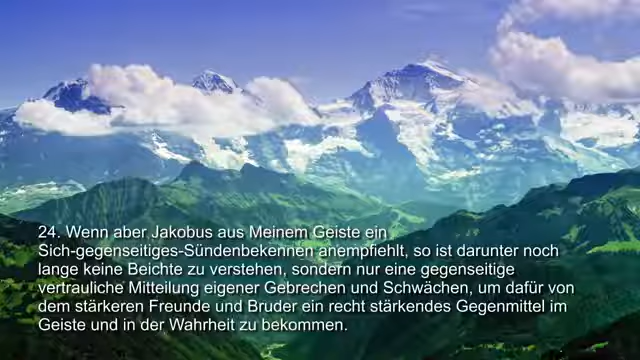 24. Wenn aber Jakobus aus Meinem Geiste ein
Sich-gegenseitiges-Sündenbekennen anempfiehlt, so ist darunter noch
lange keine Beichte zu verstehen, sondern nur eine gegenseitige
vertrauliche Mitteilung eigener Gebrechen und Schwächen, um dafür von
dem stärkeren Freunde und Bruder ein recht stärkendes Gegenmittel im
Geiste und in der Wahrheit zu bekommen.